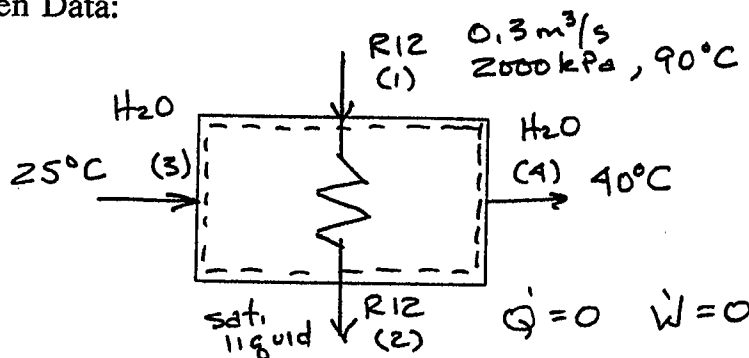 en Data:
R12 0.3 m³/s
(1) 2000 kPa, 90°C
H₂O H₂O
25°C (3) (4) 40°C
sat. R12 Q̇ = 0 Ẇ = 0
liquid (2)